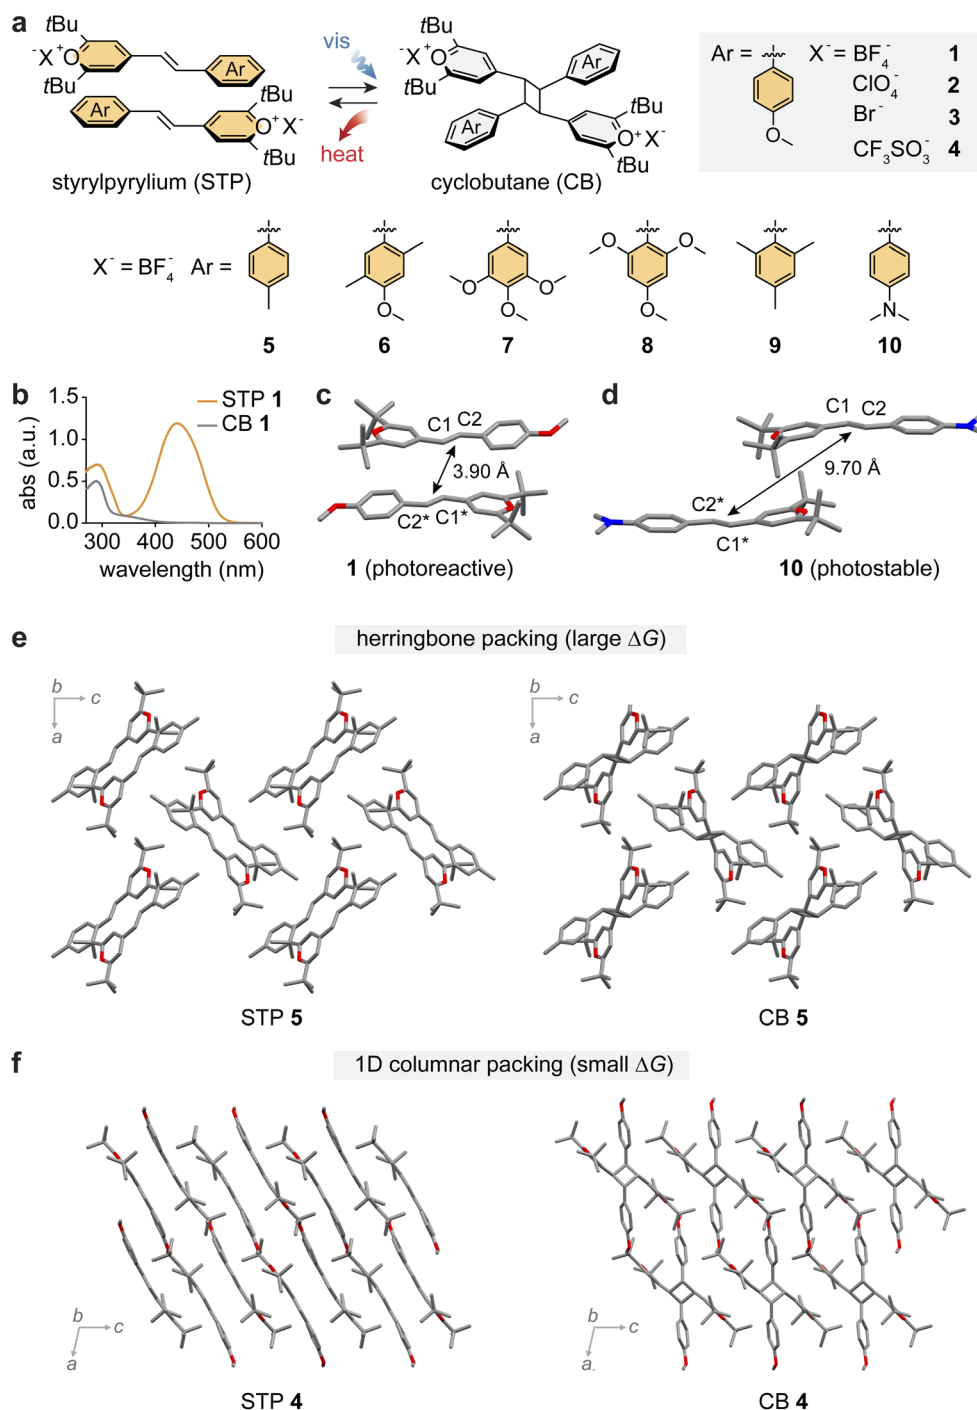 a
tBu
-X+
O
tBu
Ar
Ar
tBu
O+ X-
tBu
styrylpyrylium (STP)
vis
heat
tBu
-X+
O
tBu
Ar
Ar
tBu
O+ X-
tBu
cyclobutane (CB)
Ar =
O
X- = BF4- 1
ClO4- 2
Br- 3
CF3SO3- 4
X- = BF4- Ar =
O
O O
O
O O
O
N
5 6 7 8 9 10
b
1.5
1.0
0.5
0.0
abs (a.u.)
STP 1
CB 1
300 400 500 600
wavelength (nm)
c
C1 C2
3.90 Å
C2* C1*
1 (photoreactive)
d
C1 C2
9.70 Å
C2*
C1*
10 (photostable)
e
herringbone packing (large ΔG)
b c
a
b c
a
STP 5
CB 5
f
1D columnar packing (small ΔG)
b c
a
b c
a.
STP 4
CB 4